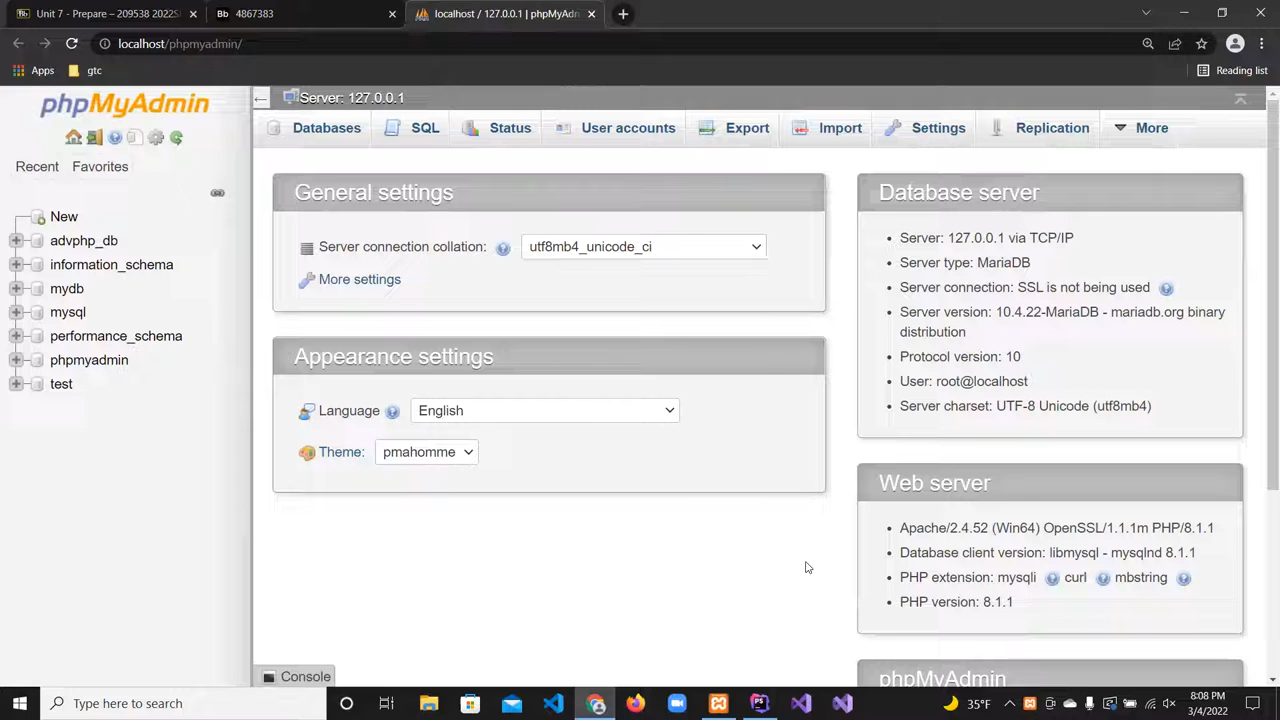 Unit 7 - Prepare – 209538 2022S
Bb 4867383
localhost / 127.0.0.1 | phpMyAdm
localhost/phpmyadmin/
Apps
gtc
Reading list
phpMyAdmin
Recent Favorites
New
advphp_db
information_schema
mydb
mysql
performance_schema
phpmyadmin
test
Server: 127.0.0.1
Databases SQL Status User accounts Export Import Settings Replication More
General settings
Server connection collation: utf8mb4_unicode_ci
More settings
Appearance settings
Language English
Theme: pmahomme
Database server
Server: 127.0.0.1 via TCP/IP
Server type: MariaDB
Server connection: SSL is not being used
Server version: 10.4.22-MariaDB - mariadb.org binary
distribution
Protocol version: 10
User: root@localhost
Server charset: UTF-8 Unicode (utf8mb4)
Web server
Apache/2.4.52 (Win64) OpenSSL/1.1.1m PHP/8.1.1
Database client version: libmysql - mysqlnd 8.1.1
PHP extension: mysqli curl mbstring
PHP version: 8.1.1
phpMyAdmin
Console
Type here to search
35°F
8:08 PM
3/4/2022